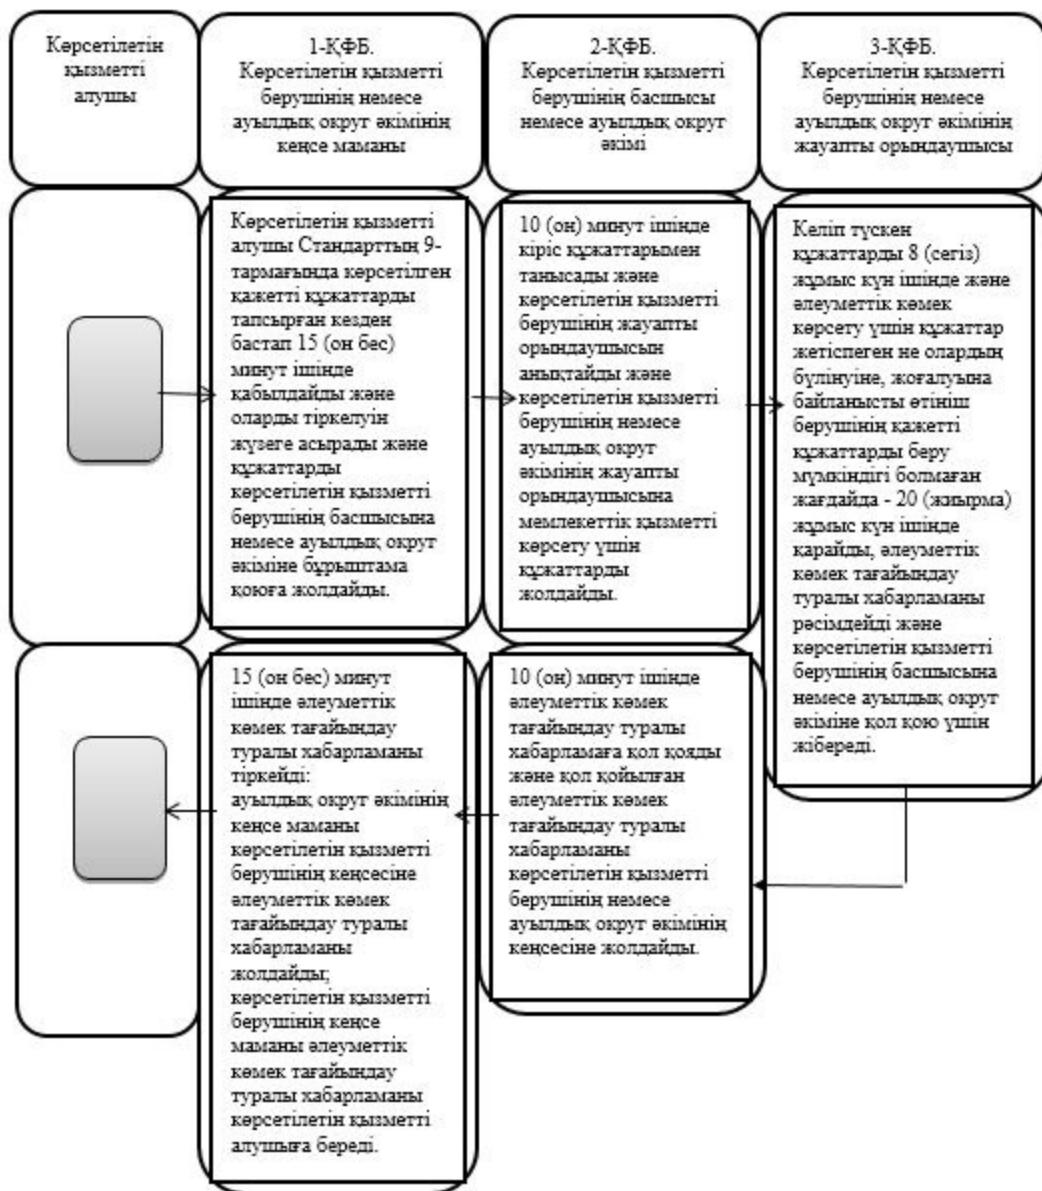 Көрсетілетін
қызметті
алушы
1-ҚФБ.
Көрсетілетін қызметті
берушінің немесе
ауылдық округ әкімінің
кеңсе маманы
2-ҚФБ.
Көрсетілетін қызметті
берушінің басшысы
немесе ауылдық округ
әкімі
3-ҚФБ.
Көрсетілетін қызметті
берушінің немесе
ауылдық округ әкімінің
жауапты орындаушысы
Көрсетілетін қызметті
алушы Стандарттың 9-
тармағында көрсетілген
қажетті құжаттарды
тапсырған кезден
бастап 15 (он бес)
минут ішінде
қабылдайды және
оларды тіркелуін
жүзеге асырады және
құжаттарды
көрсетілетін қызметті
берушінің басшысына
немесе ауылдық округ
әкіміне бұрыштама
қоюға жолдайды.
10 (он) минут ішінде
кіріс құжаттарымен
танысады және
көрсетілетін қызметті
берушінің жауапты
орындаушысын
анықтайды және
көрсетілетін қызметті
берушінің немесе
ауылдық округ
әкімінің жауапты
орындаушысына
мемлекеттік қызметті
көрсету үшін
құжаттарды
жолдайды.
Келіп түскен
құжаттарды 8 (сегіз)
жұмыс күн ішінде және
әлеуметтік көмек
көрсету үшін құжаттар
жетіспеген не олардың
бүлінуіне, жоғалуына
байланысты өтініш
берушінің қажетті
құжаттарды беру
мүмкіндігі болмаған
жағдайда - 20 (жиырма)
жұмыс күн ішінде
қарайды, әлеуметтік
көмек тағайындау
туралы хабарламаны
рәсімдейді және
көрсетілетін қызметті
берушінің басшысына
немесе ауылдық округ
әкіміне қол қою үшін
жібереді.
15 (он бес) минут
ішінде әлеуметтік
көмек тағайындау
туралы хабарламаны
тіркейді:
ауылдық округ әкімінің
кеңсе маманы
көрсетілетін қызметті
берушінің кеңсесіне
әлеуметтік көмек
тағайындау туралы
хабарламаны
жолдайды;
көрсетілетін қызметті
берушінің кеңсе
маманы әлеуметтік
көмек тағайындау
туралы хабарламаны
көрсетілетін қызметті
алушыға береді.
10 (он) минут ішінде
әлеуметтік көмек
тағайындау туралы
хабарламаға қол қояды
және қол қойылған
әлеуметтік көмек
тағайындау туралы
хабарламаны
көрсетілетін қызметті
берушінің немесе
ауылдық округ әкімінің
кеңсесіне жолдайды.